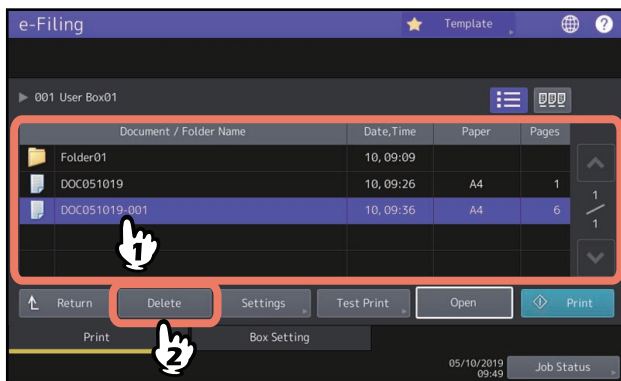 e-Filing Template ?
001 User Box01
Document / Folder Name Date,Time Paper Pages
Folder01 10, 09:09
DOC051019 10, 09:26 A4 1
DOC051019-001 10, 09:36 A4 6
1
1
1
Return Delete Settings Test Print Open Print
2
Print Box Setting
05/10/2019
09:49
Job Status